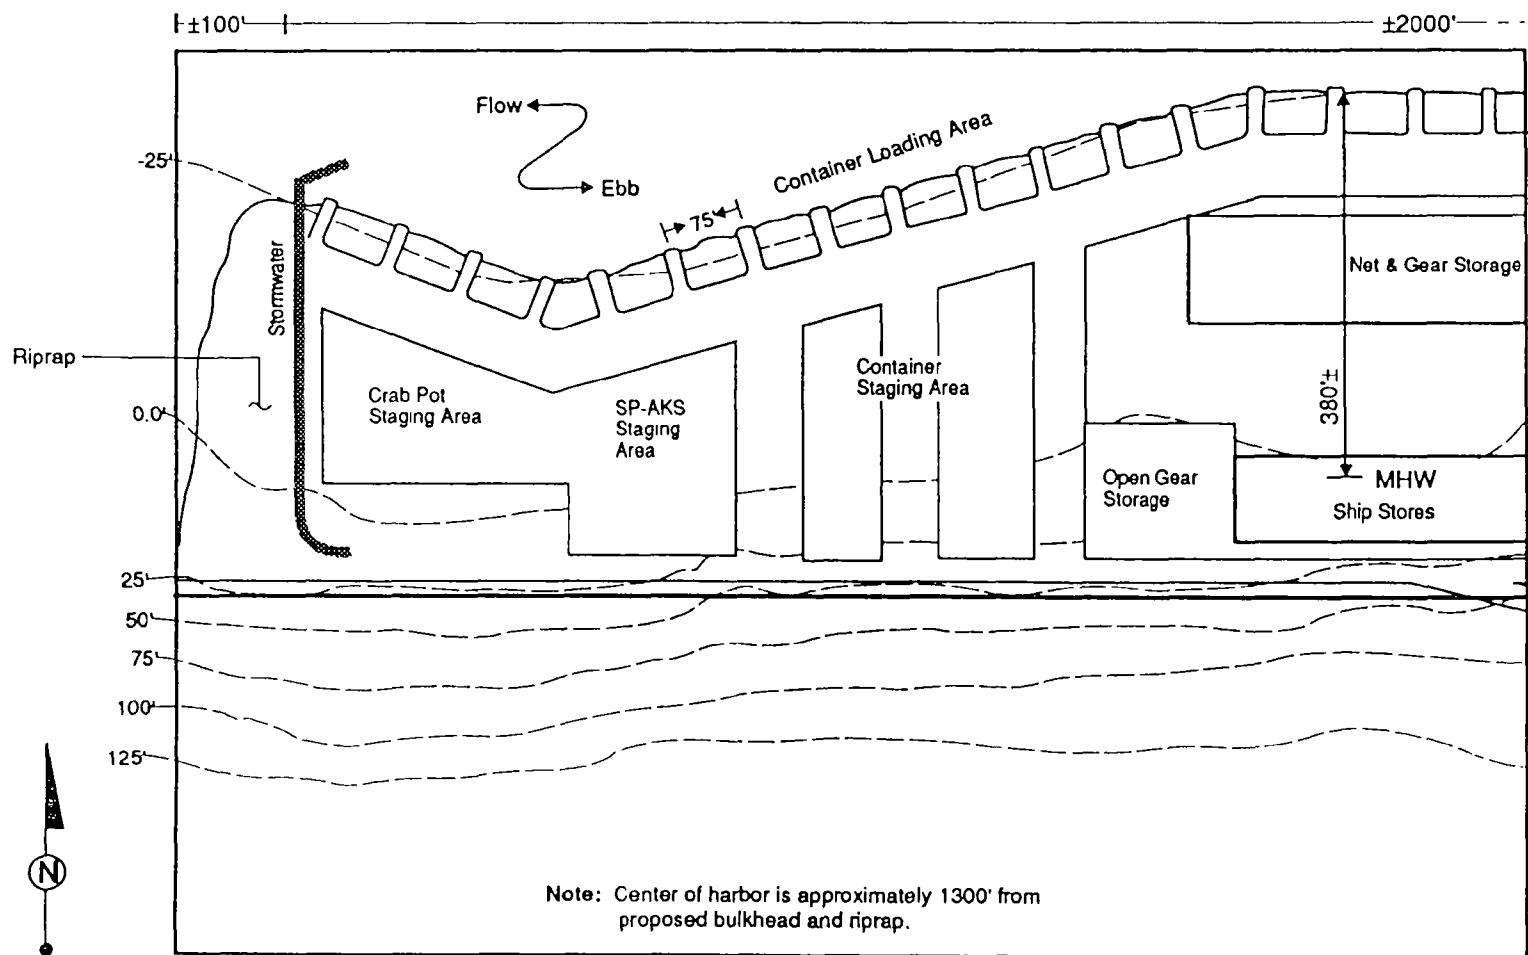 ±100'
±2000'
Flow
Ebb
-25'
Container Loading Area
75'
Stormwater
Net & Gear Storage
Riprap
Crab Pot
Staging Area
SP-AKS
Staging
Area
Container
Staging Area
380'±
0.0'
Open Gear
Storage
MHW
Ship Stores
25'
50'
75'
100'
125'
N
Note: Center of harbor is approximately 1300' from
proposed bulkhead and riprap.